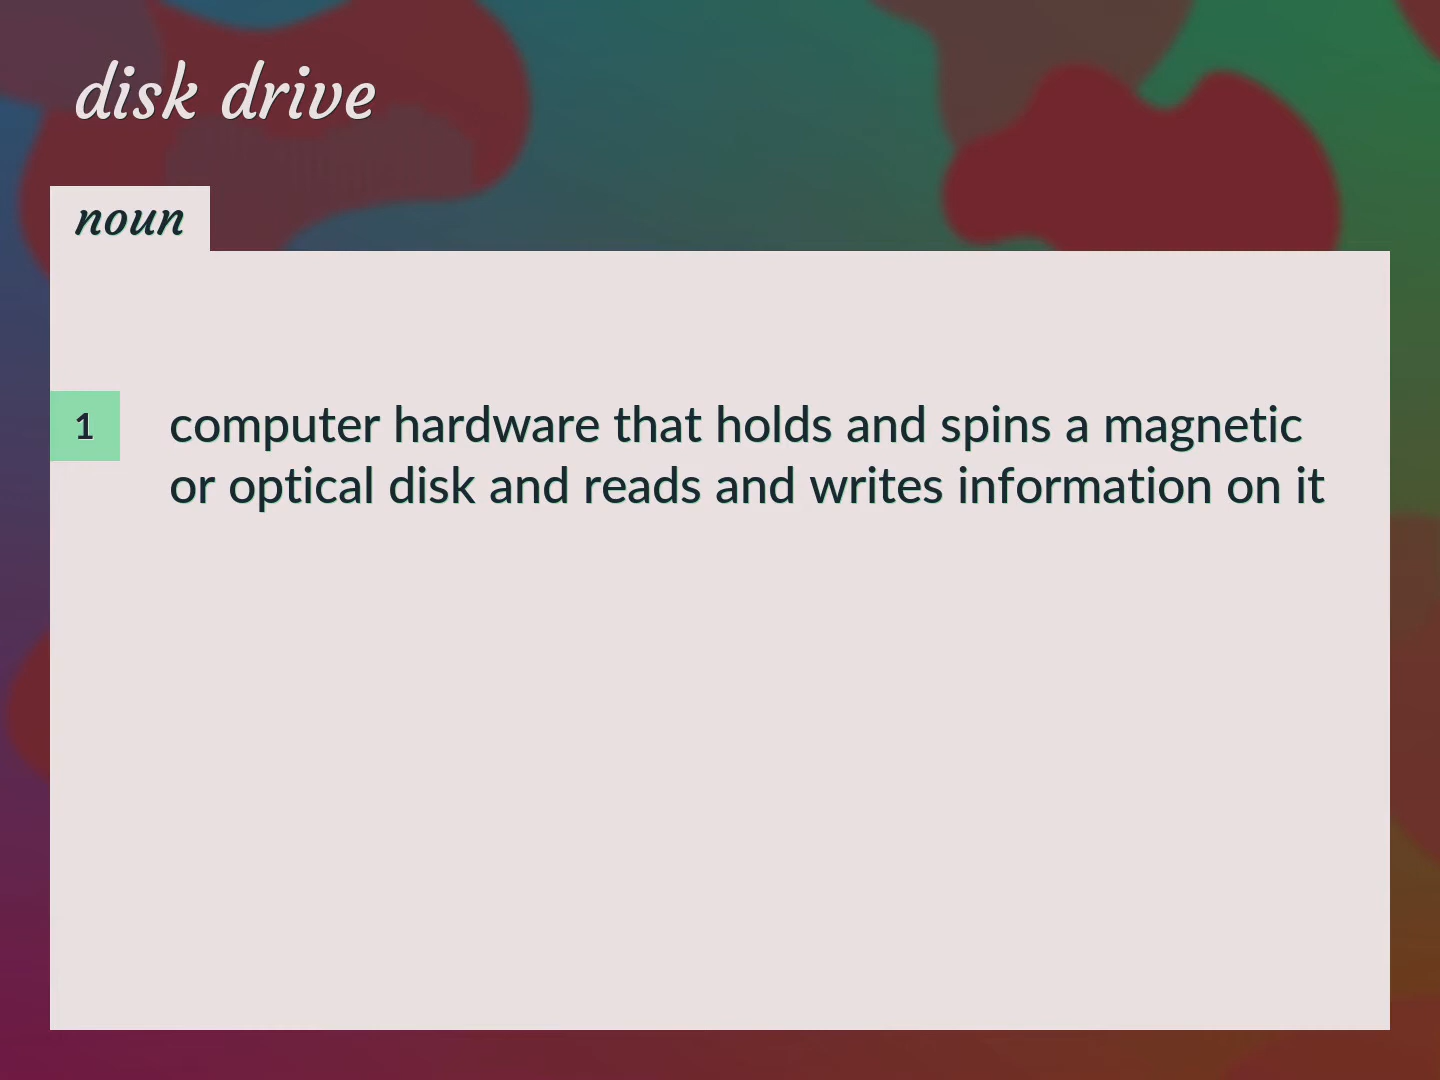 disk drive
noun
1
computer hardware that holds and spins a magnetic
or optical disk and reads and writes information on it